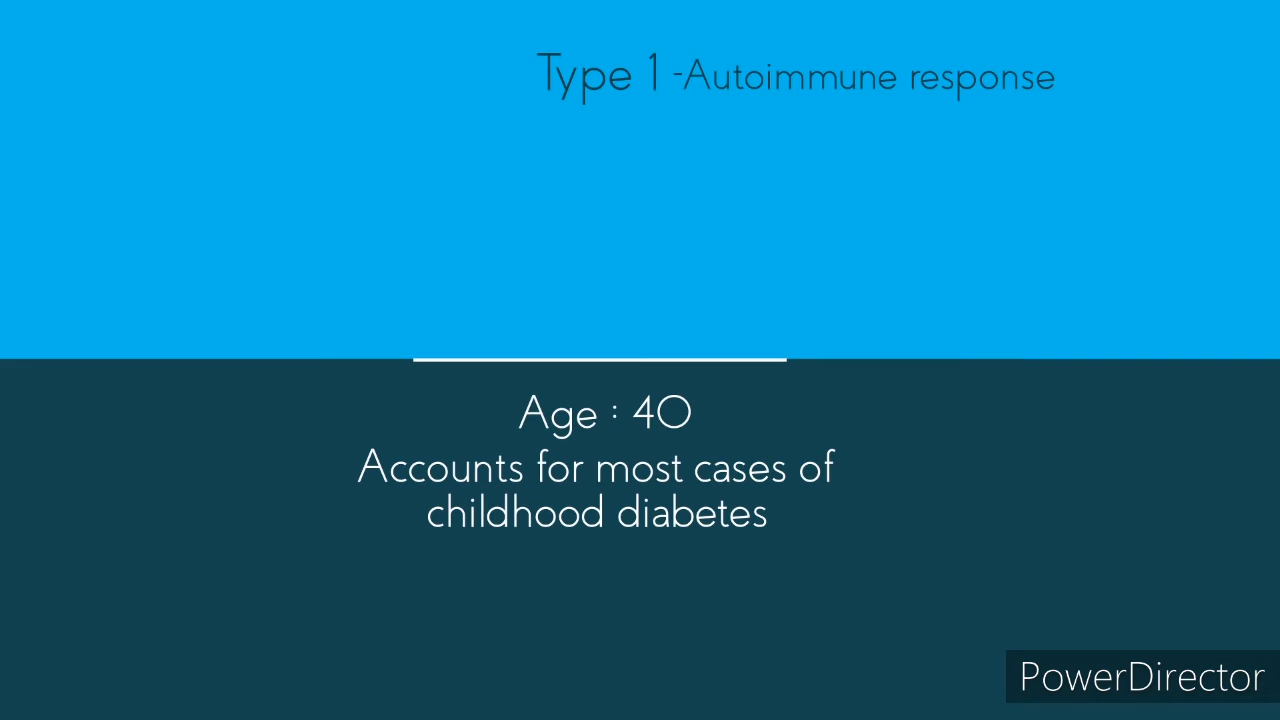 Type 1 -Autoimmune response
Age : 40
Accounts for most cases of
childhood diabetes
PowerDirector